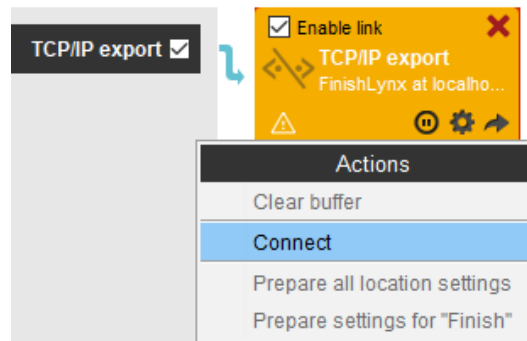 TCP/IP export
Enable link
TCP/IP export
FinishLynx at localho...
Actions
Clear buffer
Connect
Prepare all location settings
Prepare settings for "Finish"